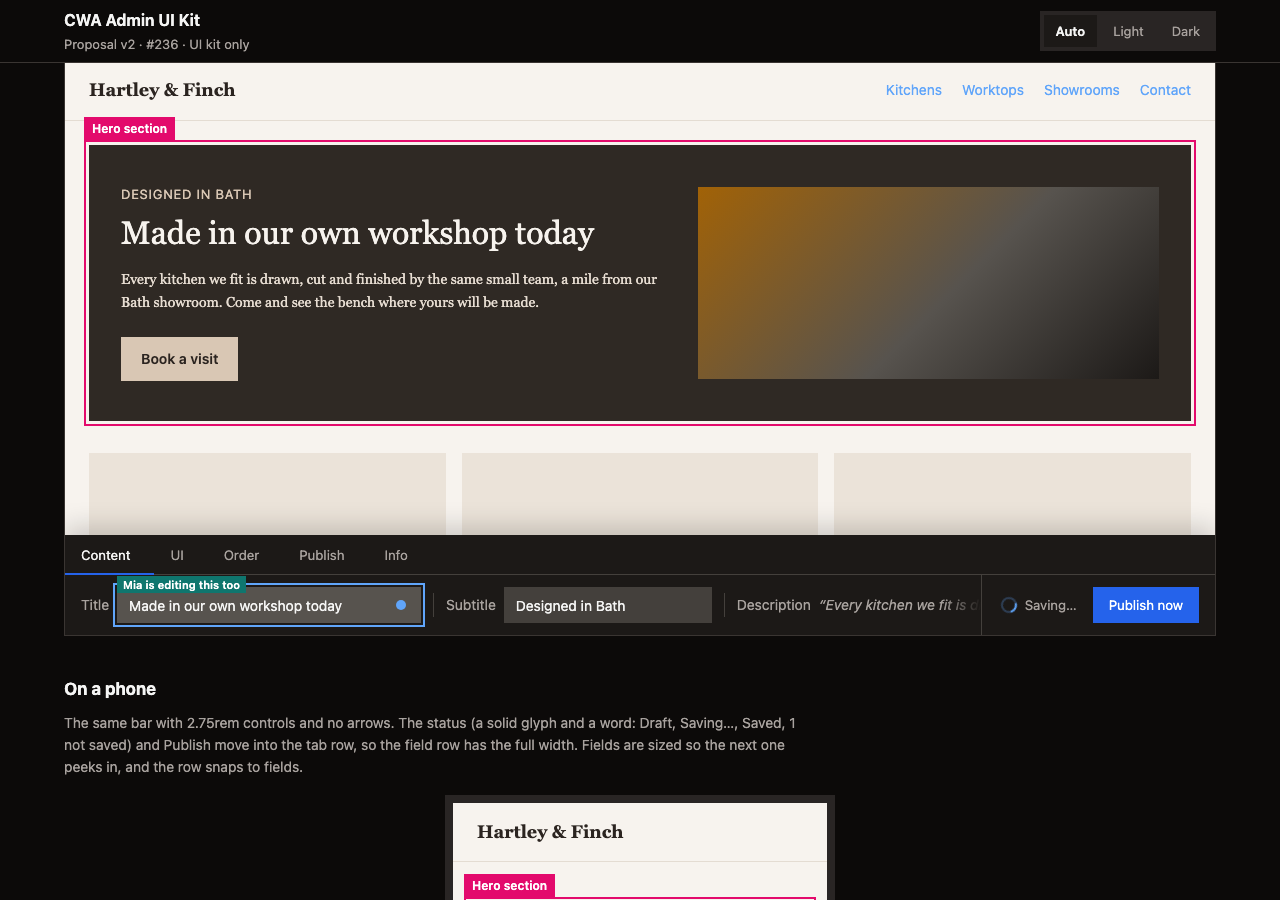 CWA Admin UI Kit
Proposal v2 · #236 · UI kit only
Auto Light Dark
Hartley & Finch
Kitchens Worktops Showrooms Contact
Hero section
DESIGNED IN BATH
Made in our own workshop today
Every kitchen we fit is drawn, cut and finished by the same small team, a mile from our
Bath showroom. Come and see the bench where yours will be made.
Book a visit
Content UI Order Publish Info
Mia is editing this too
Title Made in our own workshop today Subtitle Designed in Bath Description “Every kitchen we fit is Saving… Publish now
On a phone
The same bar with 2.75rem controls and no arrows. The status (a solid glyph and a word: Draft, Saving…, Saved, 1
not saved) and Publish move into the tab row, so the field row has the full width. Fields are sized so the next one
peeks in, and the row snaps to fields.
Hartley & Finch
Hero section